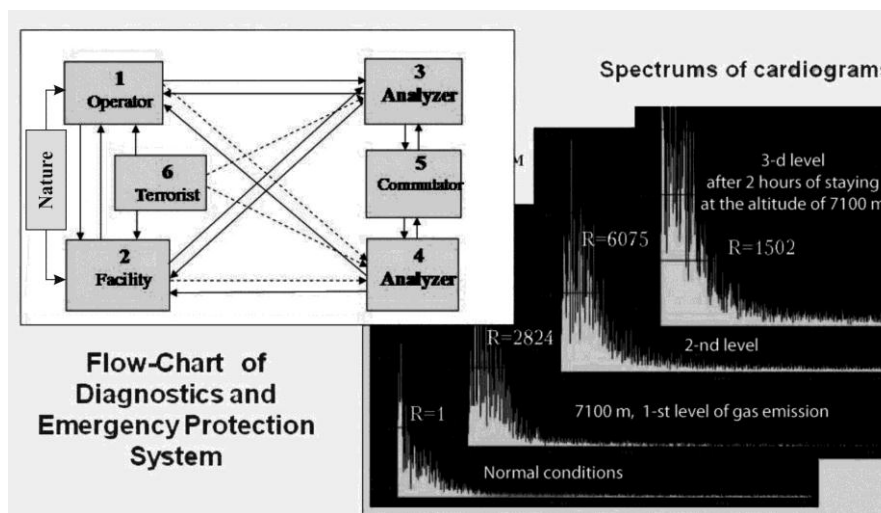 1
Operator
3
Analyzer
Nature
6
Terrorist
5
Commutator
2
Facility
4
Analyzer
Flow-Chart of
Diagnostics and
Emergency Protection
System
Spectrums of cardiograms
M
3-d level
after 2 hours of staying
at the altitude of 7100 m
R=1502
R=6075
2-nd level
R=2824
7100 m, 1-st level of gas emission
R=1
Normal conditions